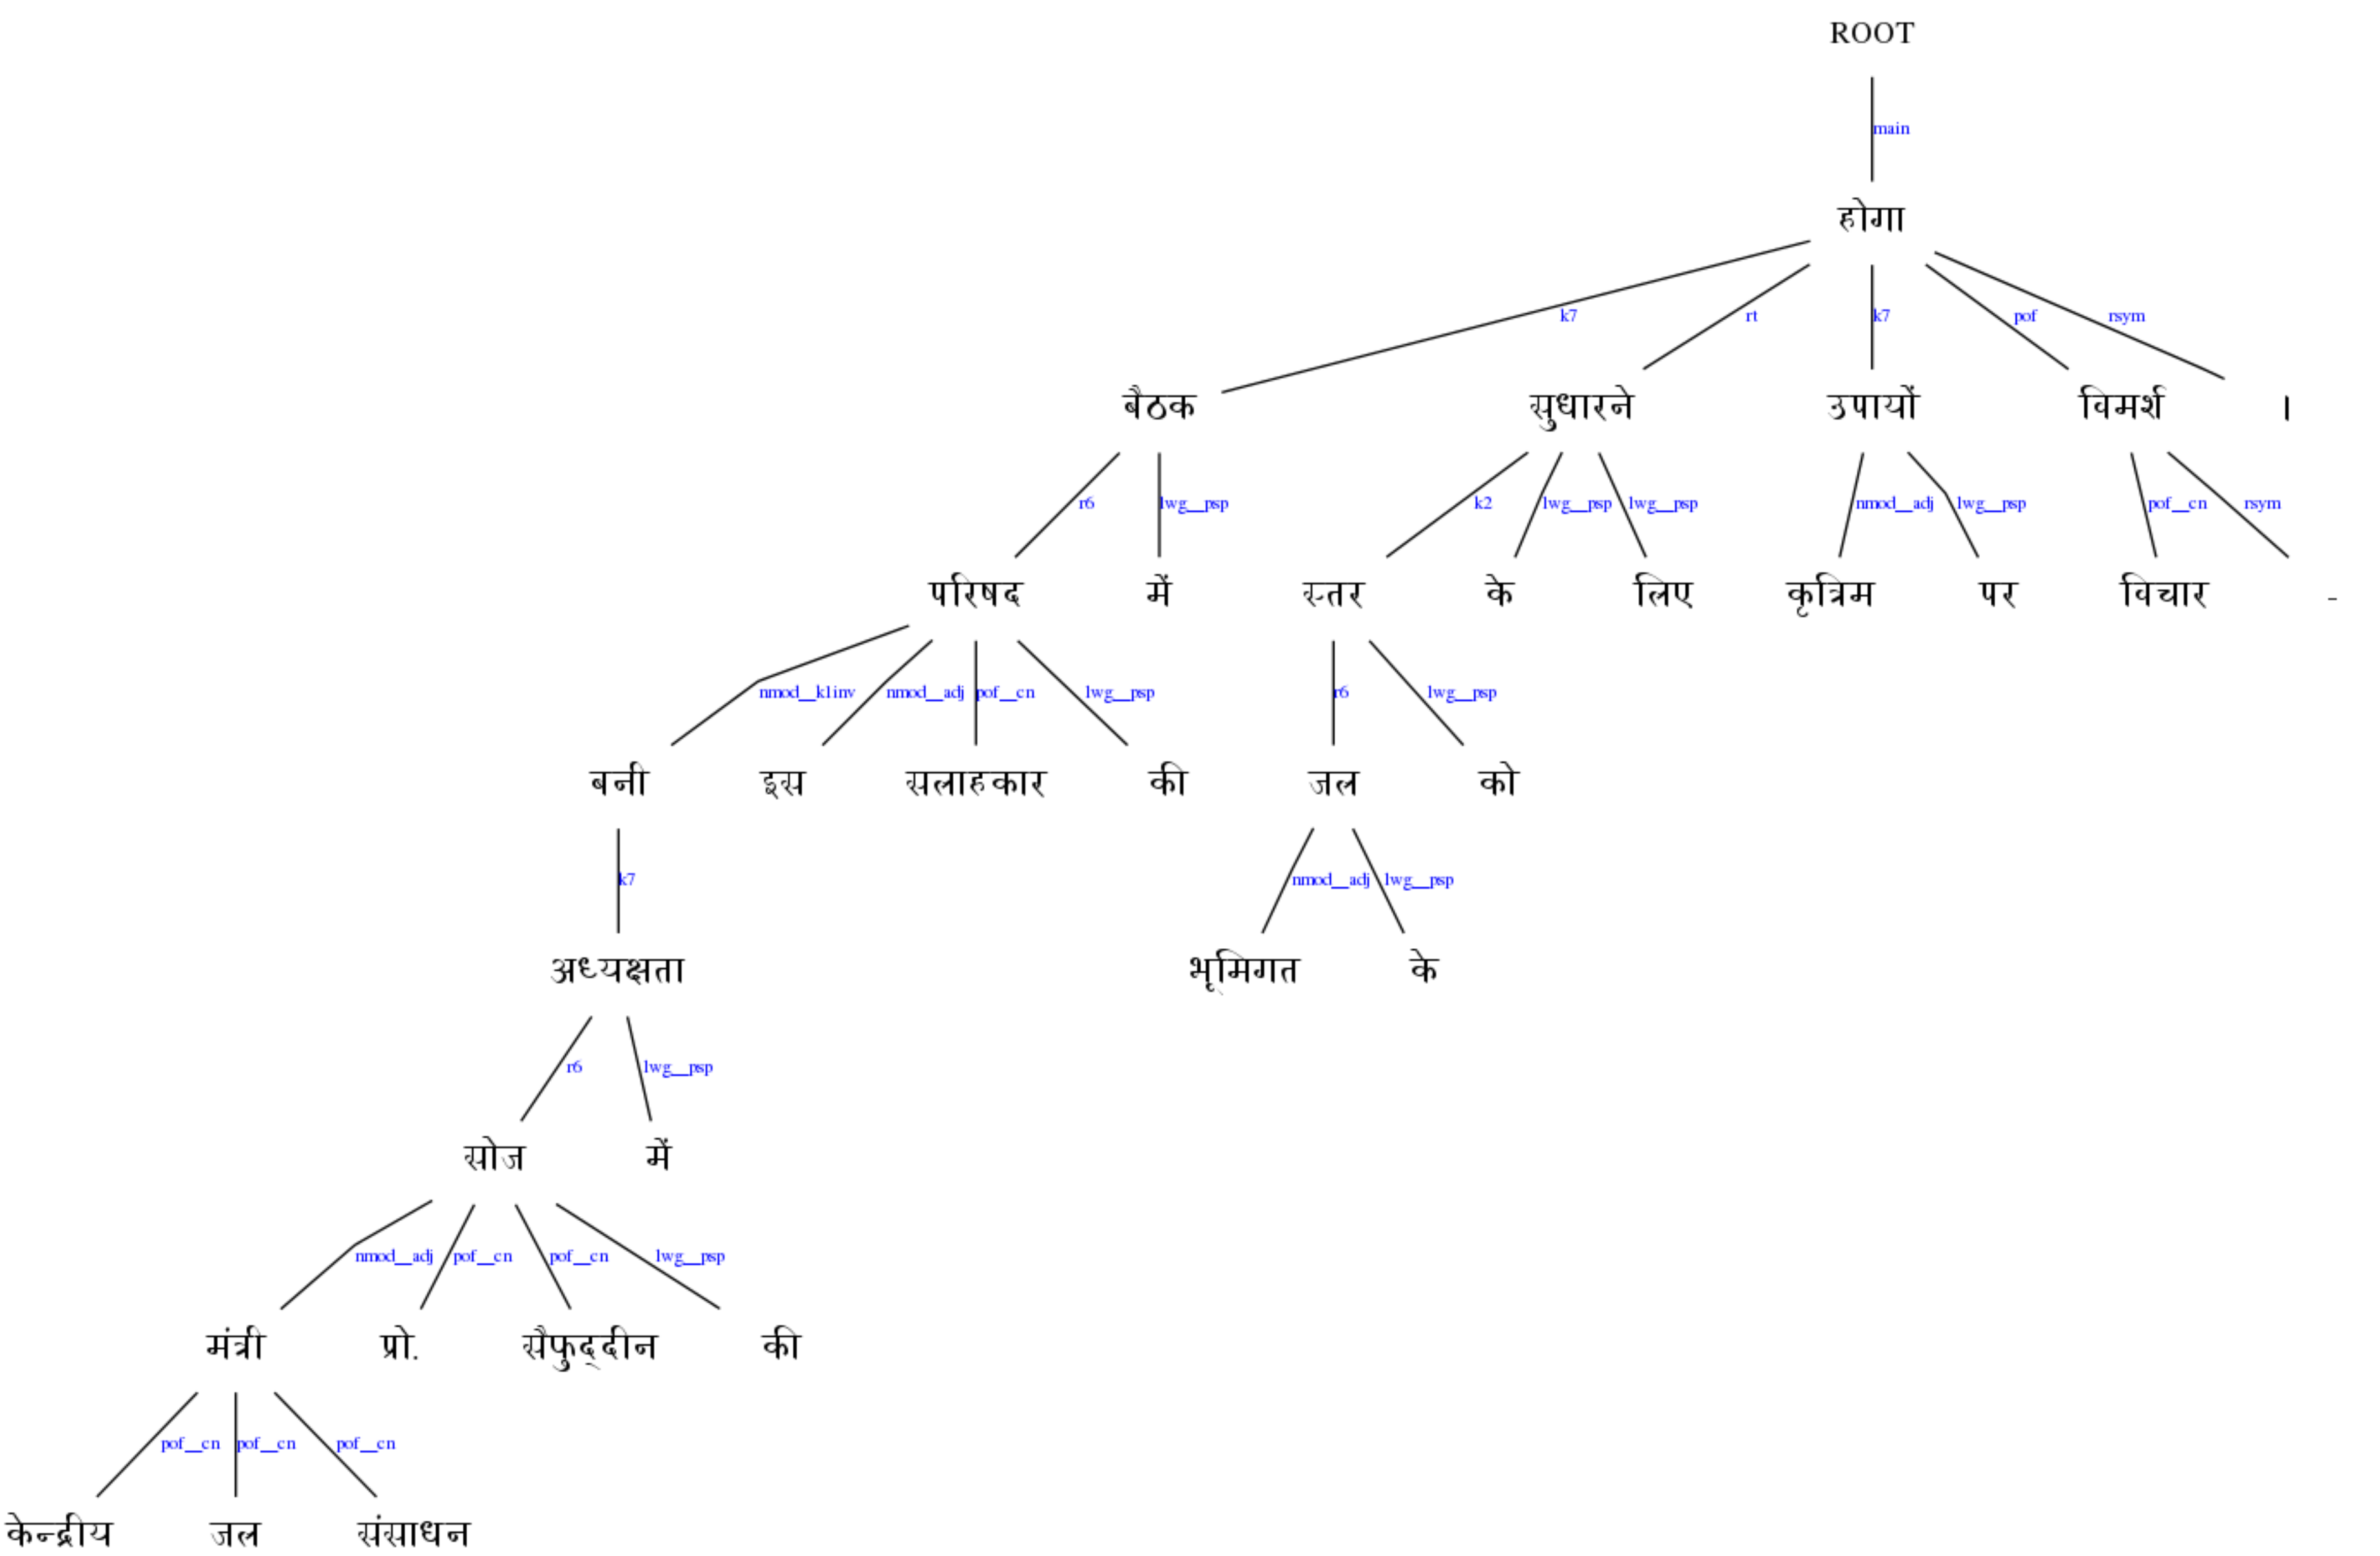 ROOT
main
होगा
k7 rt k7 pof rsym
बैठक सुधारने उपायों विमर्श ।
r6 lwg__psp k2 lwg__psp lwg__psp nmod__adj lwg__psp pof__cn rsym
परिषद में स्तर के लिए कृत्रिम पर विचार -
nmod__k1inv nmod__adj pof__cn lwg__psp r6 lwg__psp
बनी इस सलाहकार की जल को
k7 nmod__adj lwg__psp
अध्यक्षता भूमिगत के
r6 lwg__psp
सोज में
nmod__adj pof__cn pof__cn lwg__psp
मंत्री प्रो. सैफुद्दीन की
pof__cn pof__cn pof__cn
केन्द्रीय जल संसाधन